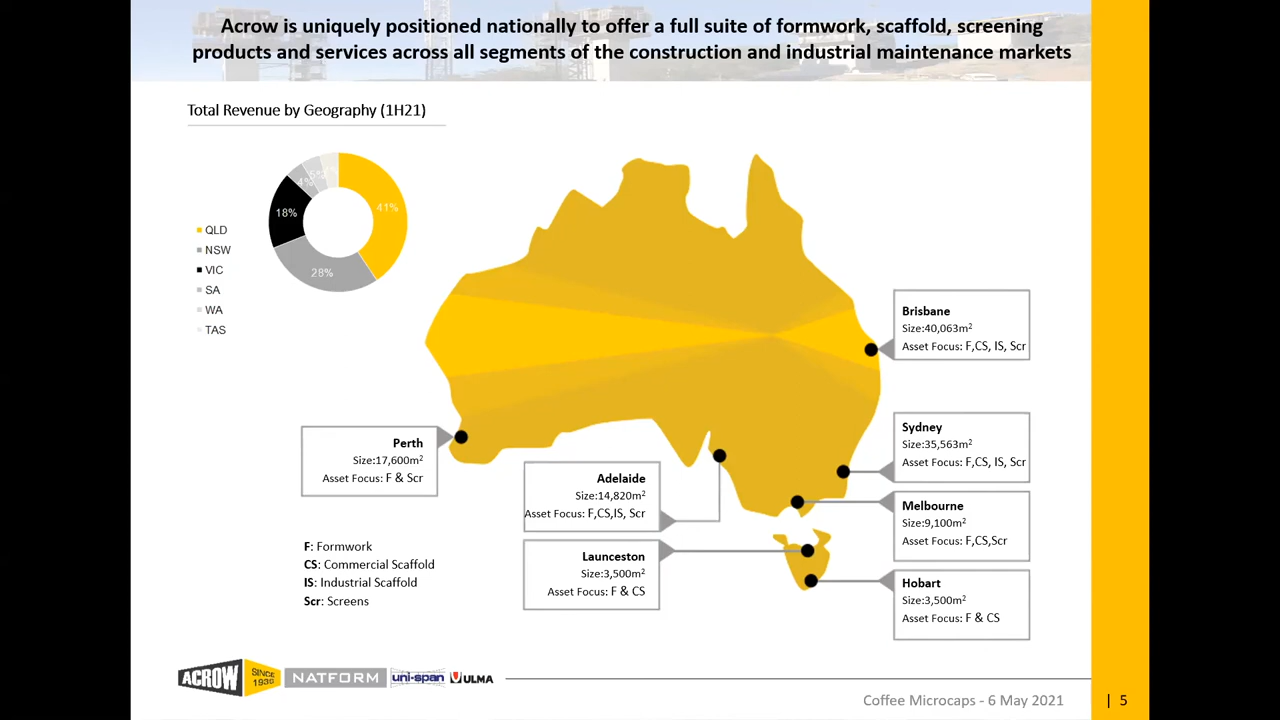 Acrow is uniquely positioned nationally to offer a full suite of formwork, scaffold, screening
products and services across all segments of the construction and industrial maintenance markets
Total Revenue by Geography (1H21)
41%
28%
18%
4%
5%
QLD
NSW
VIC
SA
WA
TAS
Brisbane
Size:40,063m²
Asset Focus: F,CS, IS, Scr
Sydney
Size:35,563m²
Asset Focus: F,CS, IS, Scr
Perth
Size:17,600m²
Asset Focus: F & Scr
Adelaide
Size:14,820m²
Asset Focus: F,CS,IS, Scr
Melbourne
Size:9,100m²
Asset Focus: F,CS,Scr
Launceston
Size:3,500m²
Asset Focus: F & CS
Hobart
Size:3,500m²
Asset Focus: F & CS
F: Formwork
CS: Commercial Scaffold
IS: Industrial Scaffold
Scr: Screens
ACROW
SINCE
1936
NATFORM
uni-span
ULMA
Coffee Microcaps - 6 May 2021
| 5